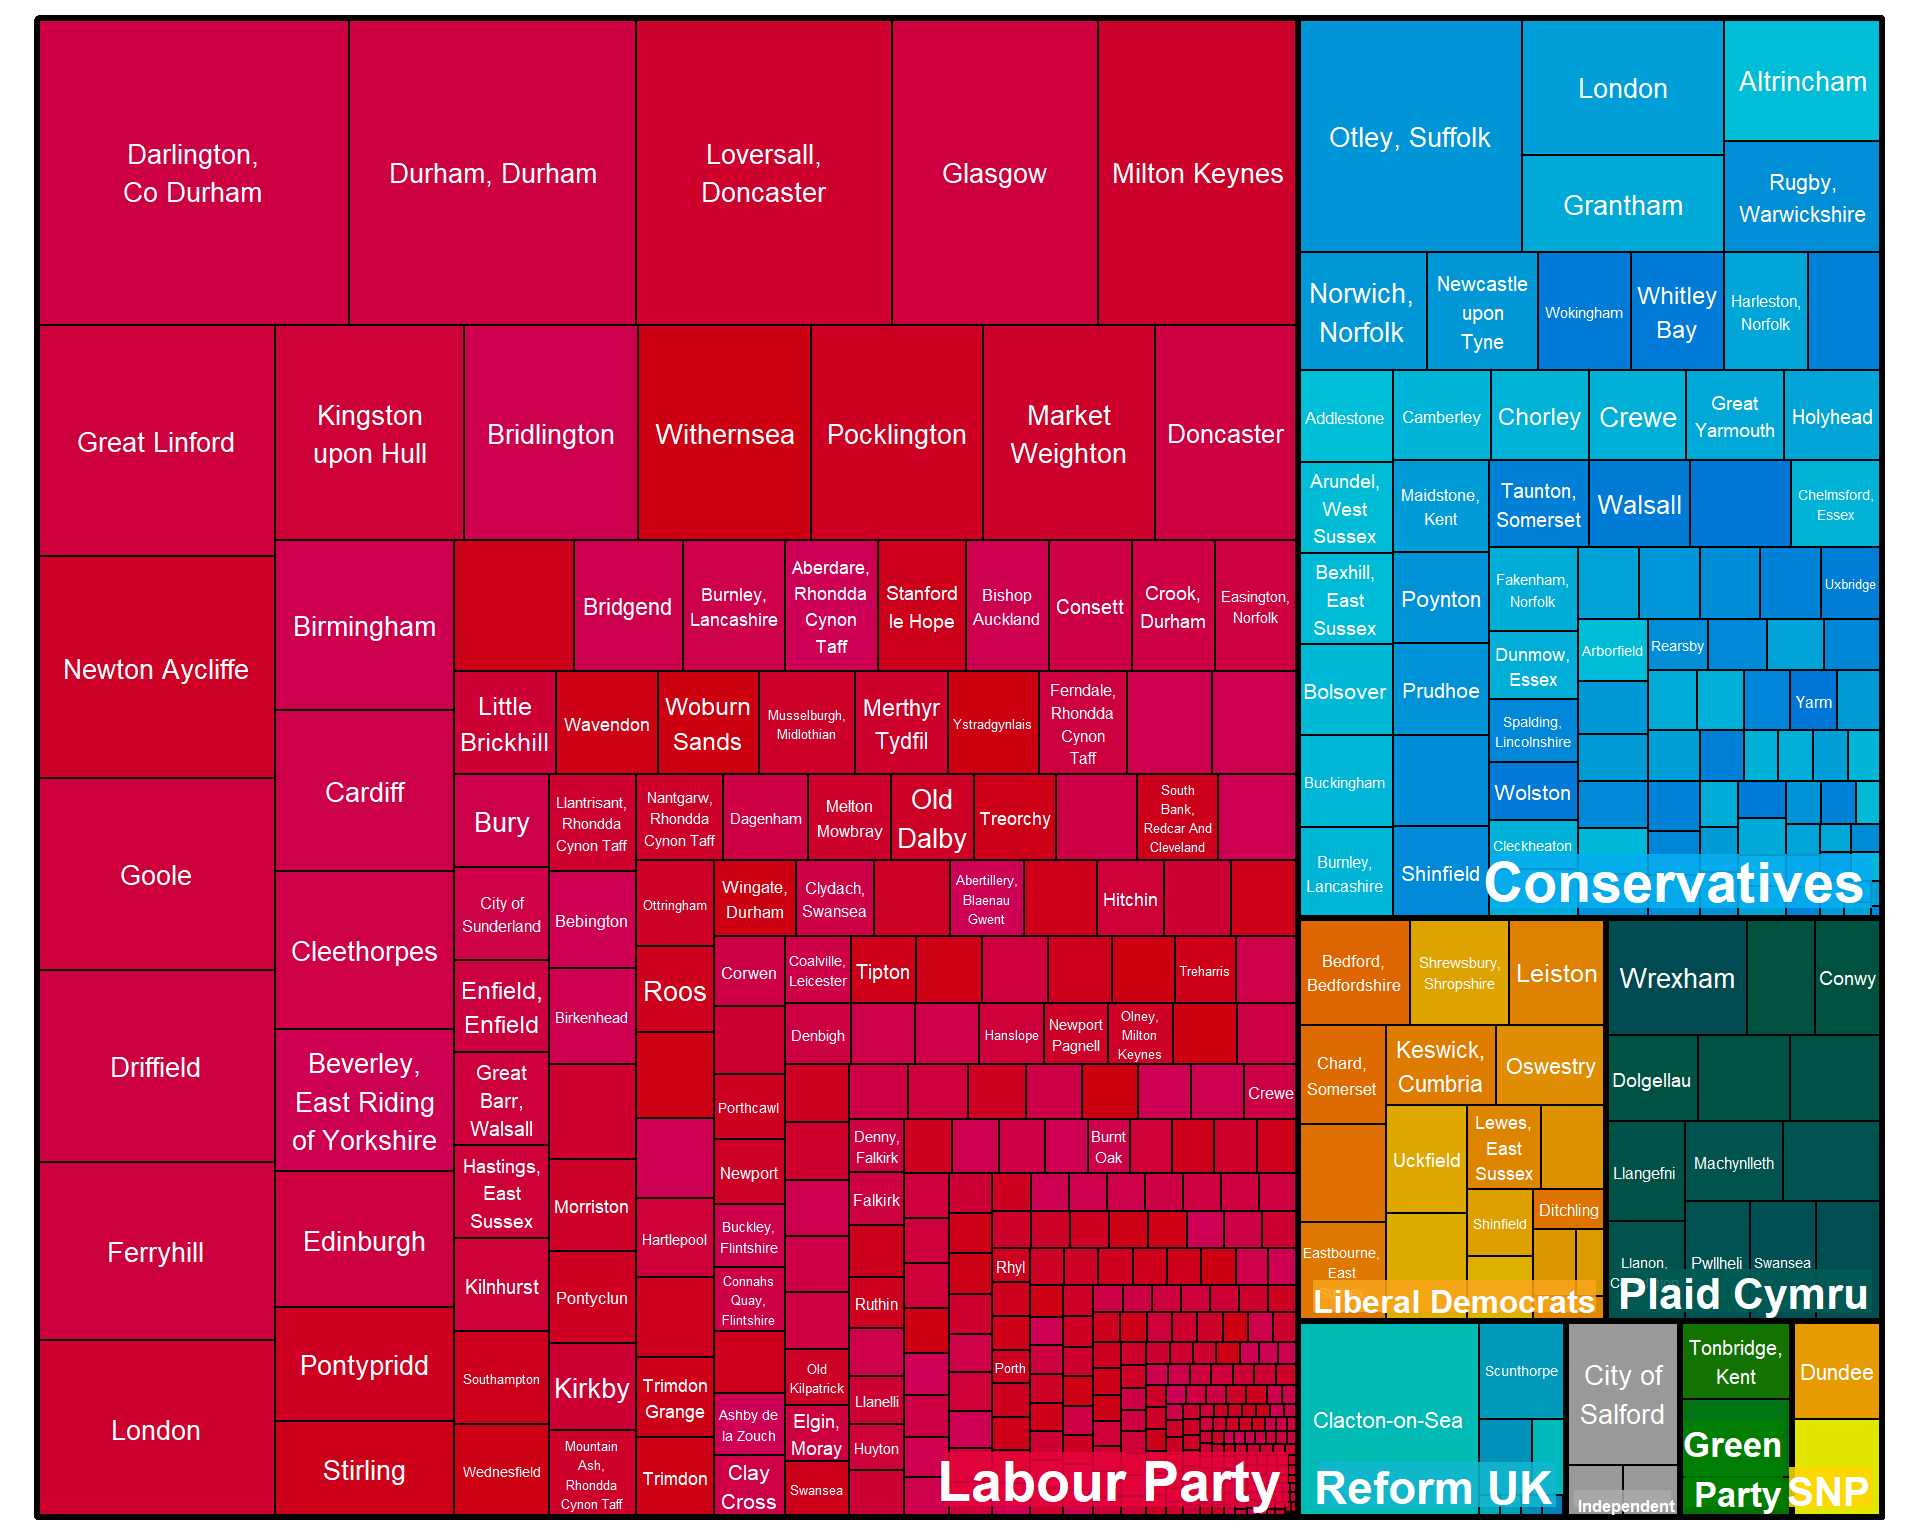 Darlington,
Co Durham
Durham, Durham
Loversall,
Doncaster
Glasgow
Milton Keynes
Great Linford
Kingston
upon Hull
Bridlington
Withernsea
Pocklington
Market
Weighton
Doncaster
Newton Aycliffe
Birmingham
Bridgend
Burnley,
Lancashire
Aberdare,
Rhondda
Cynon
Taff
Stanford
le Hope
Bishop
Auckland
Consett
Crook,
Durham
Easington,
Norfolk
Little
Brickhill
Wavendon
Woburn
Sands
Musselburgh,
Midlothian
Merthyr
Tydfil
Ystradgynlais
Ferndale,
Rhondda
Cynon
Taff
Goole
Cardiff
Bury
Llantrisant,
Rhondda
Cynon Taff
Nantgarw,
Rhondda
Cynon Taff
Dagenham
Melton
Mowbray
Old
Dalby
Treorchy
South
Bank,
Redcar And
Cleveland
Cleethorpes
City of
Sunderland
Bebington
Ottringham
Wingate,
Durham
Clydach,
Swansea
Abertillery,
Blaenau
Gwent
Hitchin
Driffield
Enfield,
Enfield
Birkenhead
Roos
Corwen
Coalville,
Leicester
Tipton
Treharris
Denbigh
Hanslope
Newport
Pagnell
Olney,
Milton
Keynes
Beverley,
East Riding
of Yorkshire
Great
Barr,
Walsall
Porthcawl
Crewe
Denny,
Falkirk
Burnt
Oak
Ferryhill
Edinburgh
Hastings,
East
Sussex
Morriston
Hartlepool
Newport
Buckley,
Flintshire
Falkirk
Kilnhurst
Pontyclun
Connahs
Quay,
Flintshire
Ruthin
Rhyl
London
Pontypridd
Southampton
Kirkby
Trimdon
Grange
Old
Kilpatrick
Porth
Stirling
Wednesfield
Mountain
Ash,
Rhondda
Cynon Taff
Trimdon
Ashby de
la Zouch
Clay
Cross
Elgin,
Moray
Swansea
Llanelli
Huyton
Labour Party
Otley, Suffolk
London
Altrincham
Grantham
Rugby,
Warwickshire
Norwich,
Norfolk
Newcastle
upon
Tyne
Wokingham
Whitley
Bay
Harleston,
Norfolk
Addlestone
Camberley
Chorley
Crewe
Great
Yarmouth
Holyhead
Arundel,
West
Sussex
Maidstone,
Kent
Taunton,
Somerset
Walsall
Chelmsford,
Essex
Bexhill,
East
Sussex
Poynton
Fakenham,
Norfolk
Uxbridge
Bolsover
Prudhoe
Dunmow,
Essex
Arborfield
Rearsby
Spalding,
Lincolnshire
Yarm
Buckingham
Wolston
Burnley,
Lancashire
Shinfield
Cleckheaton
Conservatives
Bedford,
Bedfordshire
Shrewsbury,
Shropshire
Leiston
Chard,
Somerset
Keswick,
Cumbria
Oswestry
Uckfield
Lewes,
East
Sussex
Shinfield
Ditchling
Eastbourne,
East
Liberal Democrats
Wrexham
Conwy
Dolgellau
Llangefni
Machynlleth
Llanon,
Pwllheli
Swansea
Plaid Cymru
Clacton-on-Sea
Scunthorpe
Reform UK
City of
Salford
Independent
Tonbridge,
Kent
Green
Party
Dundee
SNP